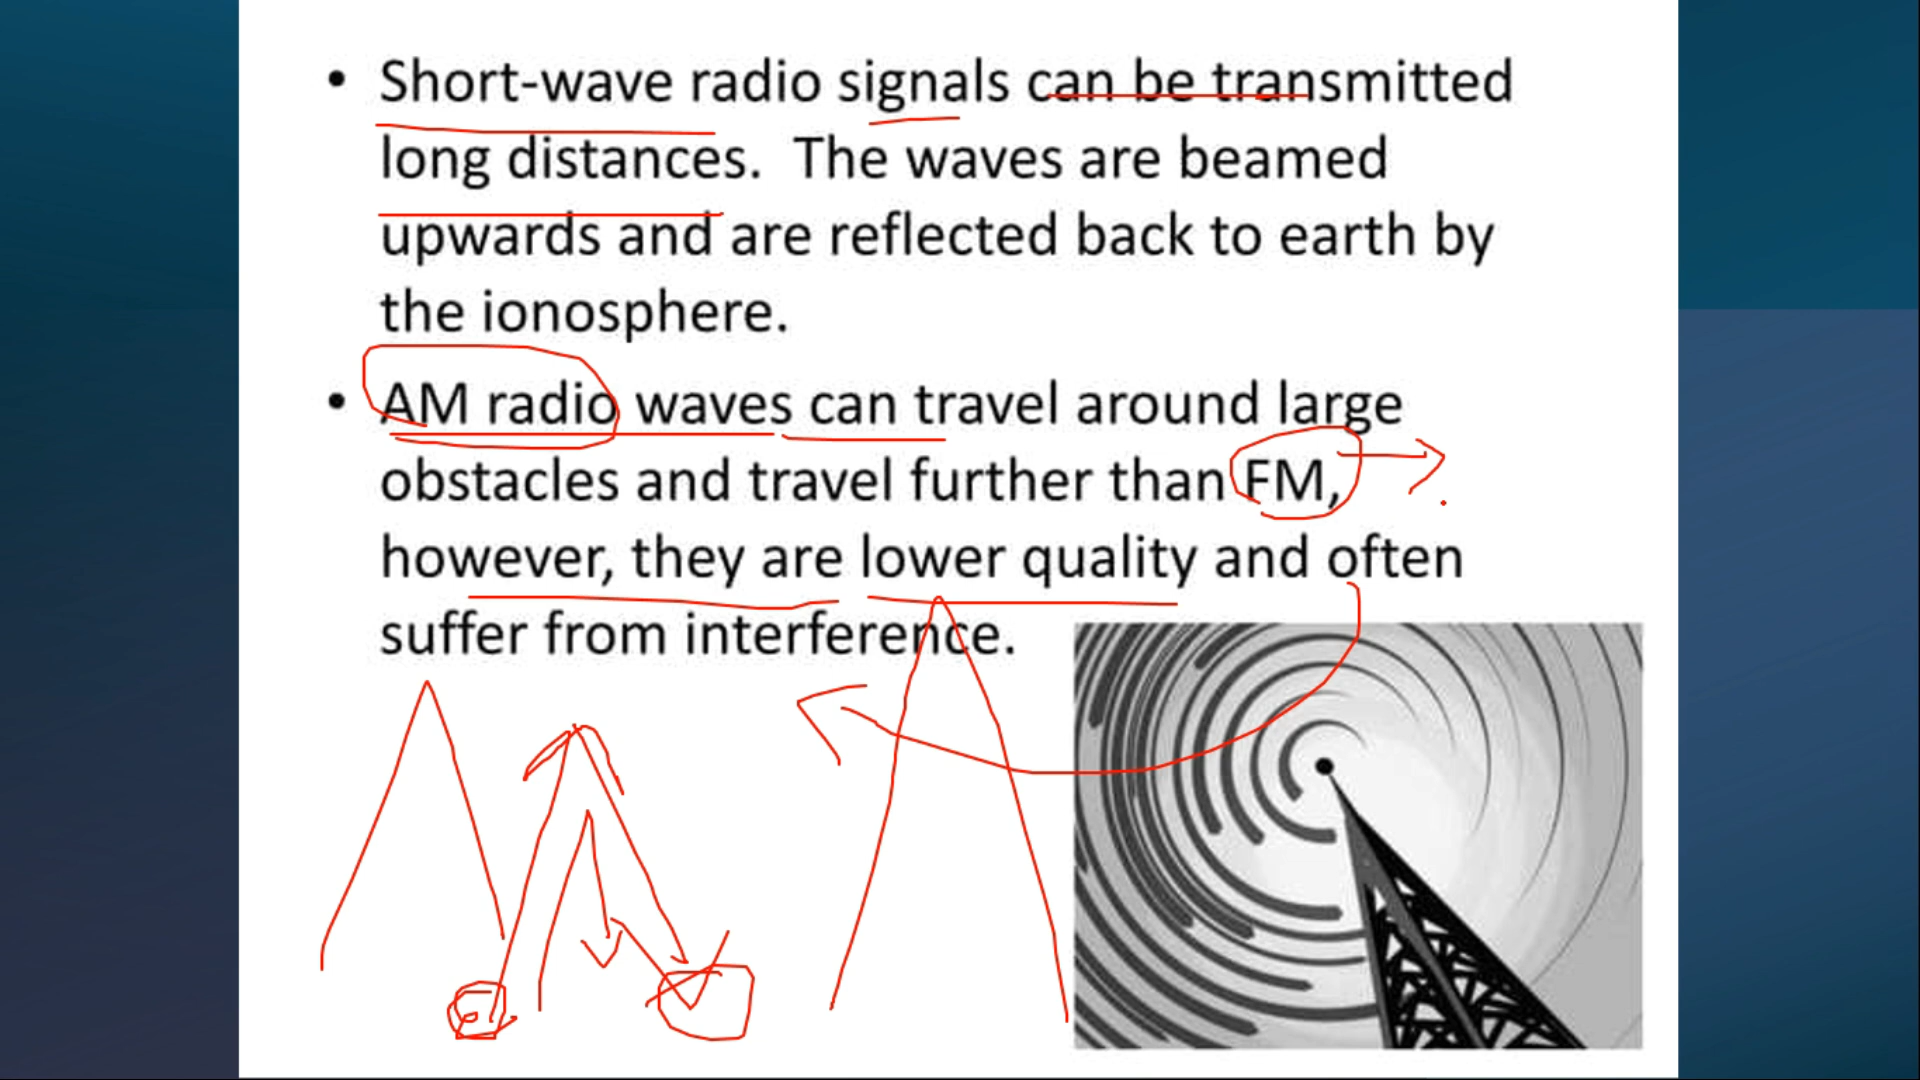 • Short-wave radio signals can be transmitted
long distances. The waves are beamed
upwards and are reflected back to earth by
the ionosphere.
• AM radio waves can travel around large
obstacles and travel further than FM,
however, they are lower quality and often
suffer from interference.